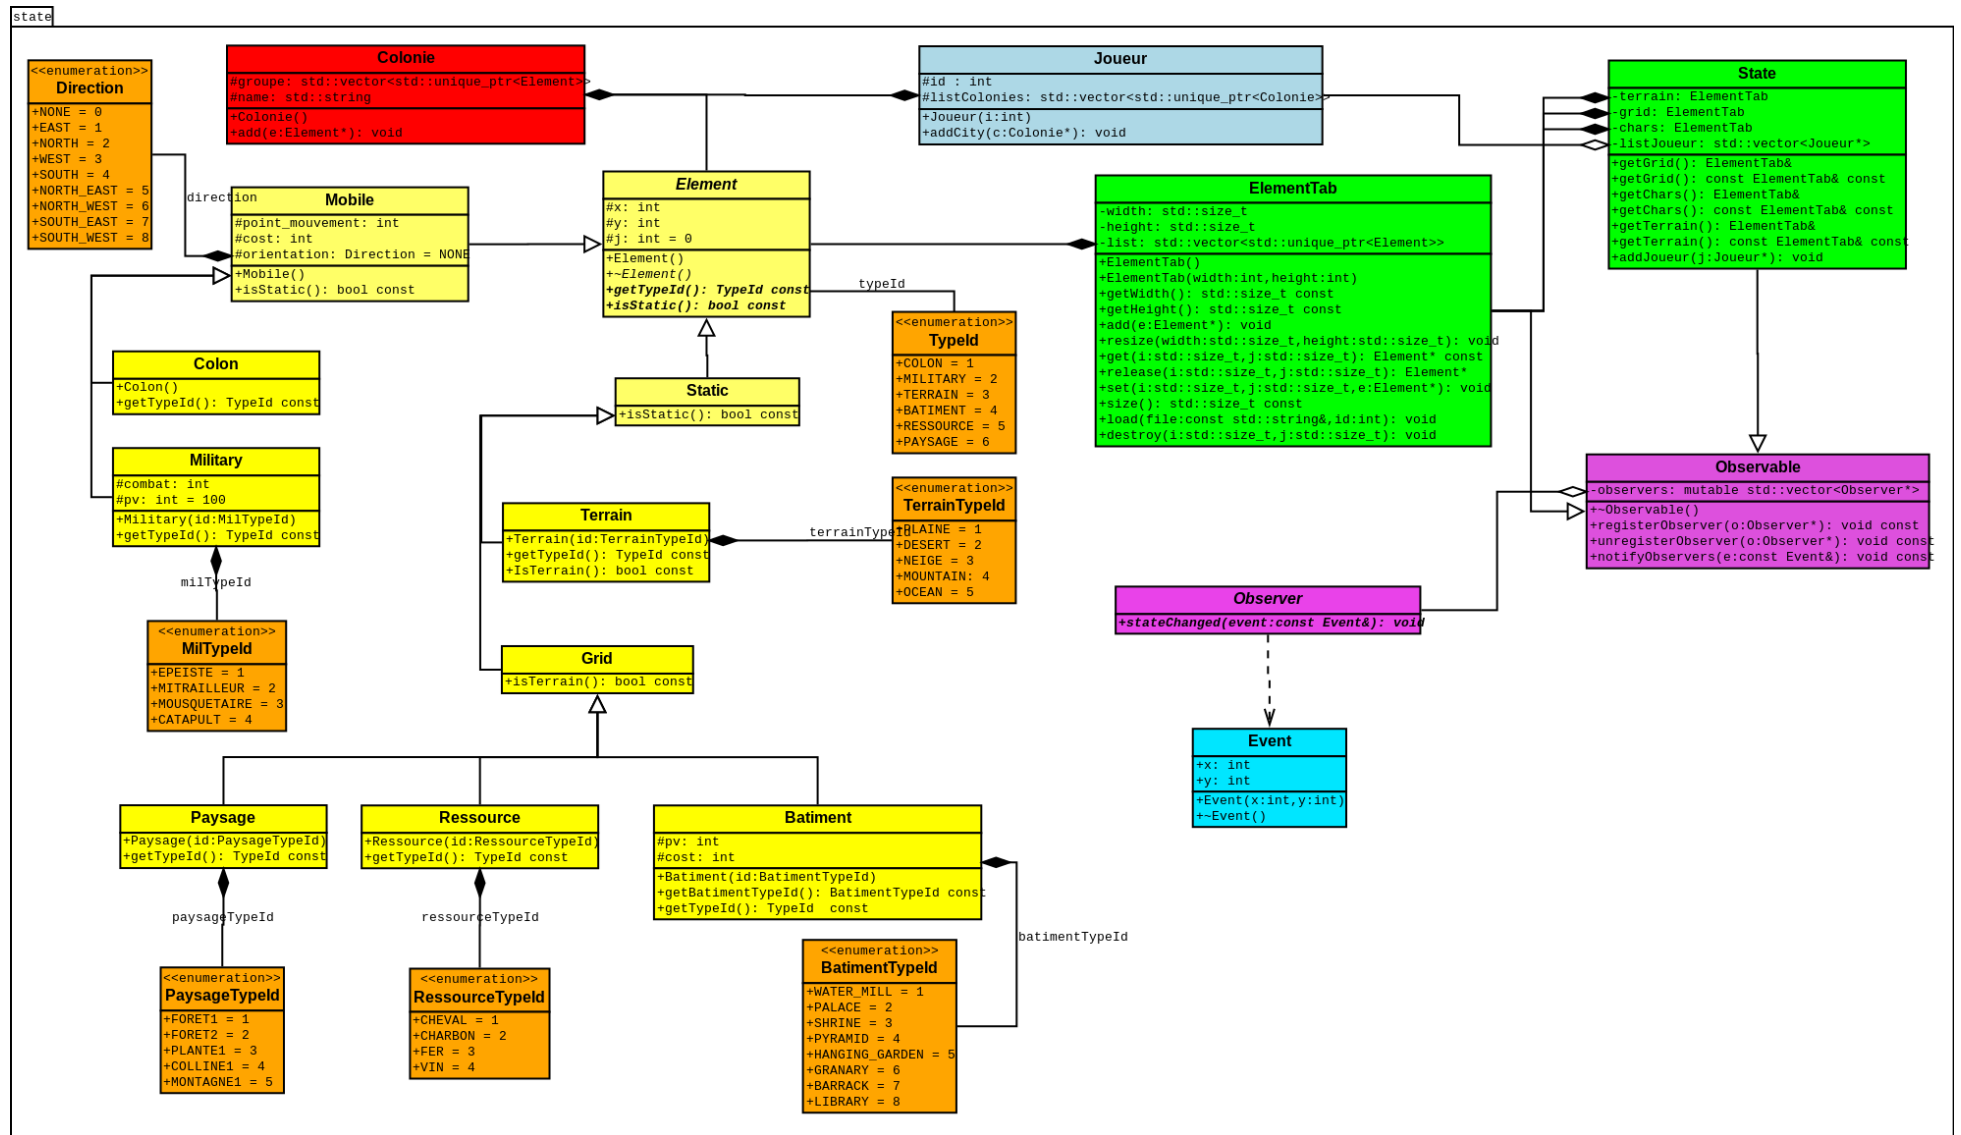 state
<<enumeration>>
Direction
+NONE = 0
+EAST = 1
+NORTH = 2
+WEST = 3
+SOUTH = 4
+NORTH_EAST = 5
+NORTH_WEST = 6
+SOUTH_EAST = 7
+SOUTH_WEST = 8
Colonie
#groupe: std::vector<std::unique_ptr<Element>>
#name: std::string
+Colonie()
+add(e:Element*): void
Joueur
#id : int
#listColonies: std::vector<std::unique_ptr<Colonie>>
+Joueur(i:int)
+addCity(c:Colonie*): void
State
-terrain: ElementTab
-grid: ElementTab
-chars: ElementTab
-listJoueur: std::vector<Joueur*>
+getGrid(): ElementTab&
+getGrid(): const ElementTab& const
+getChars(): ElementTab&
+getChars(): const ElementTab& const
+getTerrain(): ElementTab&
+getTerrain(): const ElementTab& const
+addJoueur(j:Joueur*): void
direction
Mobile
#point_mouvement: int
#cost: int
#orientation: Direction = NONE
+Mobile()
+isStatic(): bool const
Element
#x: int
#y: int
#j: int = 0
+Element()
+~Element()
+getTypeId(): TypeId const
+isStatic(): bool const
ElementTab
-width: std::size_t
-height: std::size_t
-list: std::vector<std::unique_ptr<Element>>
+ElementTab()
+ElementTab(width:int,height:int)
+getWidth(): std::size_t const
+getHeight(): std::size_t const
+add(e:Element*): void
+resize(width:std::size_t,height:std::size_t): void
+get(i:std::size_t,j:std::size_t): Element* const
+release(i:std::size_t,j:std::size_t): Element*
+set(i:std::size_t,j:std::size_t,e:Element*): void
+size(): std::size_t const
+load(file:const std::string&,id:int): void
+destroy(i:std::size_t,j:std::size_t): void
typeId
<<enumeration>>
TypeId
+COLON = 1
+MILITARY = 2
+TERRAIN = 3
+BATIMENT = 4
+RESSOURCE = 5
+PAYSAGE = 6
Colon
+Colon()
+getTypeId(): TypeId const
Static
+isStatic(): bool const
Military
#combat: int
#pv: int = 100
+Military(id:MilTypeId)
+getTypeId(): TypeId const
Terrain
+Terrain(id:TerrainTypeId)
+getTypeId(): TypeId const
+IsTerrain(): bool const
terrainTypeId
<<enumeration>>
TerrainTypeId
+PLAINE = 1
+DESERT = 2
+NEIGE = 3
+MOUNTAIN: 4
+OCEAN = 5
Observable
-observers: mutable std::vector<Observer*>
+~Observable()
+registerObserver(o:Observer*): void const
+unregisterObserver(o:Observer*): void const
+notifyObservers(e:const Event&): void const
milTypeId
<<enumeration>>
MilTypeId
+EPEISTE = 1
+MITRAILLEUR = 2
+MOUSQUETAIRE = 3
+CATAPULT = 4
Grid
+isTerrain(): bool const
Observer
+stateChanged(event:const Event&): void
Event
+x: int
+y: int
+Event(x:int,y:int)
+~Event()
Paysage
+Paysage(id:PaysageTypeId)
+getTypeId(): TypeId const
Ressource
+Ressource(id:RessourceTypeId)
+getTypeId(): TypeId const
Batiment
#pv: int
#cost: int
+Batiment(id:BatimentTypeId)
+getBatimentTypeId(): BatimentTypeId const
+getTypeId(): TypeId  const
paysageTypeId
ressourceTypeId
batimentTypeId
<<enumeration>>
PaysageTypeId
+FORET1 = 1
+FORET2 = 2
+PLANTE1 = 3
+COLLINE1 = 4
+MONTAGNE1 = 5
<<enumeration>>
RessourceTypeId
+CHEVAL = 1
+CHARBON = 2
+FER = 3
+VIN = 4
<<enumeration>>
BatimentTypeId
+WATER_MILL = 1
+PALACE = 2
+SHRINE = 3
+PYRAMID = 4
+HANGING_GARDEN = 5
+GRANARY = 6
+BARRACK = 7
+LIBRARY = 8